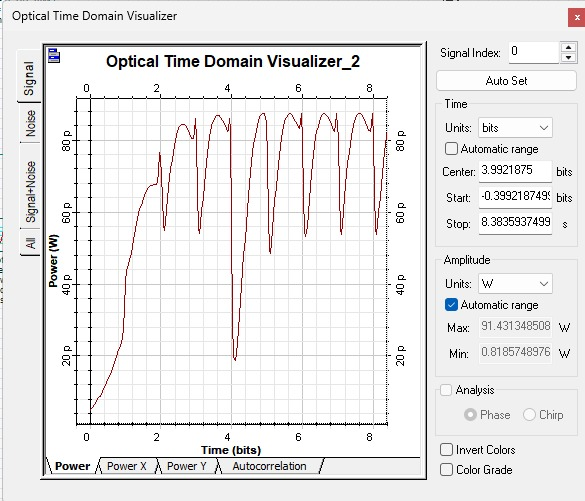 Optical Time Domain Visualizer
x
Optical Time Domain Visualizer_2
Signal
Noise
Signal+Noise
All
0 2 4 6 8
Power (W)
80 p
60 p
40 p
20 p
80 p
60 p
40 p
20 p
0 2 4 6 8
Time (bits)
Power Power X Power Y Autocorrelation
Signal Index: 0
Auto Set
Time
Units: bits
Automatic range
Center: 3.9921875 bits
Start: -0.3992187499 bits
Stop: 8.3835937499 s
Amplitude
Units: W
Automatic range
Max: 91.431348508 W
Min: 0.8185748976 W
Analysis
Phase Chirp
Invert Colors
Color Grade